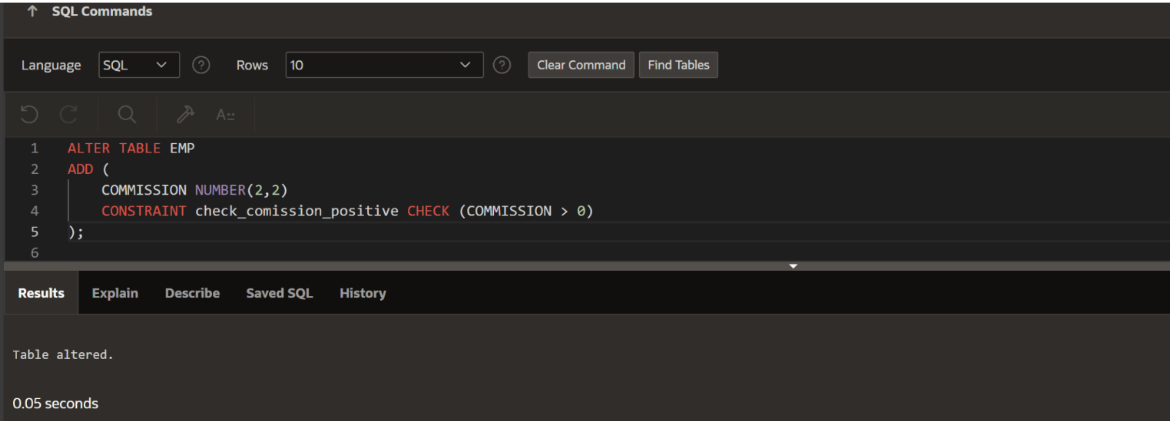 SQL Commands
Language SQL Rows 10 Clear Command Find Tables
1 ALTER TABLE EMP
2 ADD (
3 COMMISSION NUMBER(2,2)
4 CONSTRAINT check_comission_positive CHECK (COMMISSION > 0)
5 );
6
Results Explain Describe Saved SQL History
Table altered.
0.05 seconds